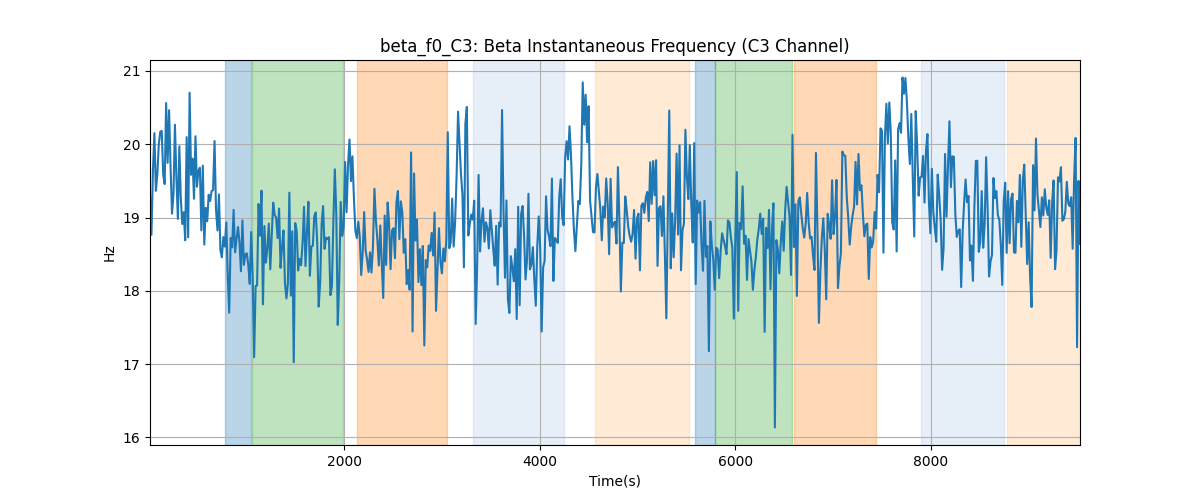 beta_f0_C3: Beta Instantaneous Frequency (C3 Channel)
21
20
19
18
17
16
Hz
2000 4000 6000 8000
Time(s)